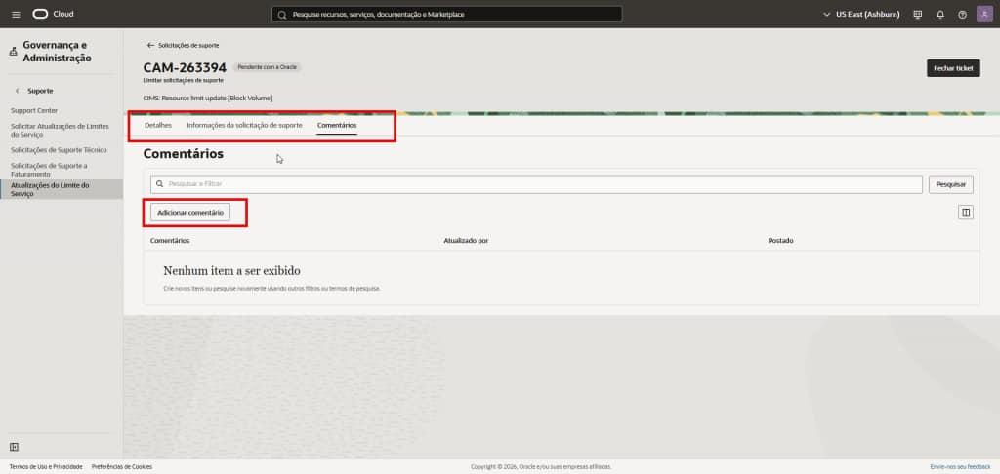 Cloud
Pesquise recursos, serviços, documentação e Marketplace
US East (Ashburn)
A
Governança e
Administração
Suporte
Support Center
Solicitar Atualizações de Limites
do Serviço
Solicitações de Suporte Técnico
Solicitações de Suporte a
Faturamento
Atualizações do Limite do
Serviço
Solicitações de suporte
CAM-263394 Pendente com a Oracle
Fechar ticket
Limitar solicitações de suporte
CIMS: Resource limit update [Block Volume]
Detalhes Informações da solicitação de suporte Comentários
Comentários
Pesquisar e Filtrar
Pesquisar
Adicionar comentário
Comentários Atualizado por Postado
Nenhum item a ser exibido
Crie novos itens ou pesquise novamente usando outros filtros ou termos de pesquisa.
Termos de Uso e Privacidade Preferências de Cookies
Copyright © 2026, Oracle e/ou suas empresas afiliadas.
Envie-nos seu feedback